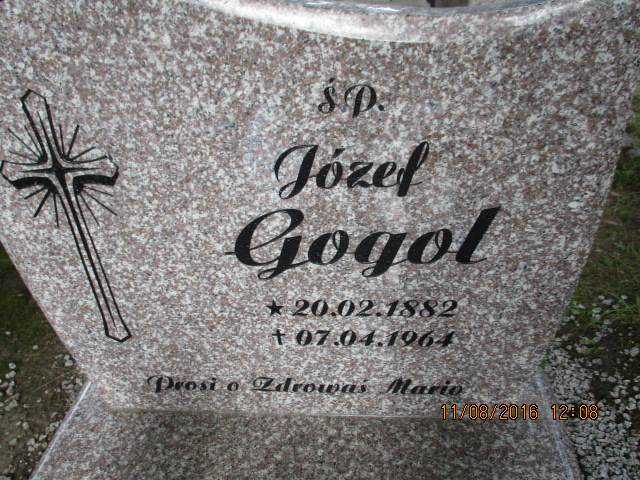 Ś.P.
Józef
Gogol
★ 20.02.1882
✝ 07.04.1964
Prosi o Zdrowaś Mario
11/08/2016 12:08